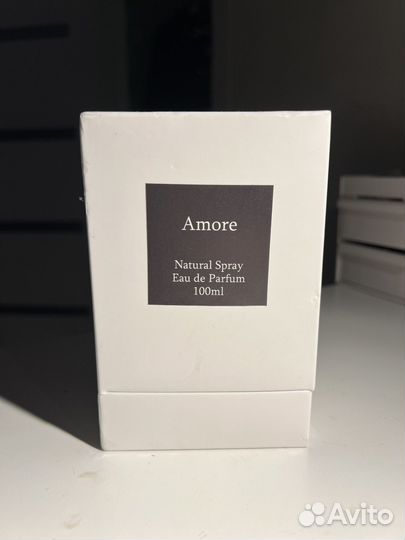 Amore
Natural Spray
Eau de Parfum
100ml
Avito